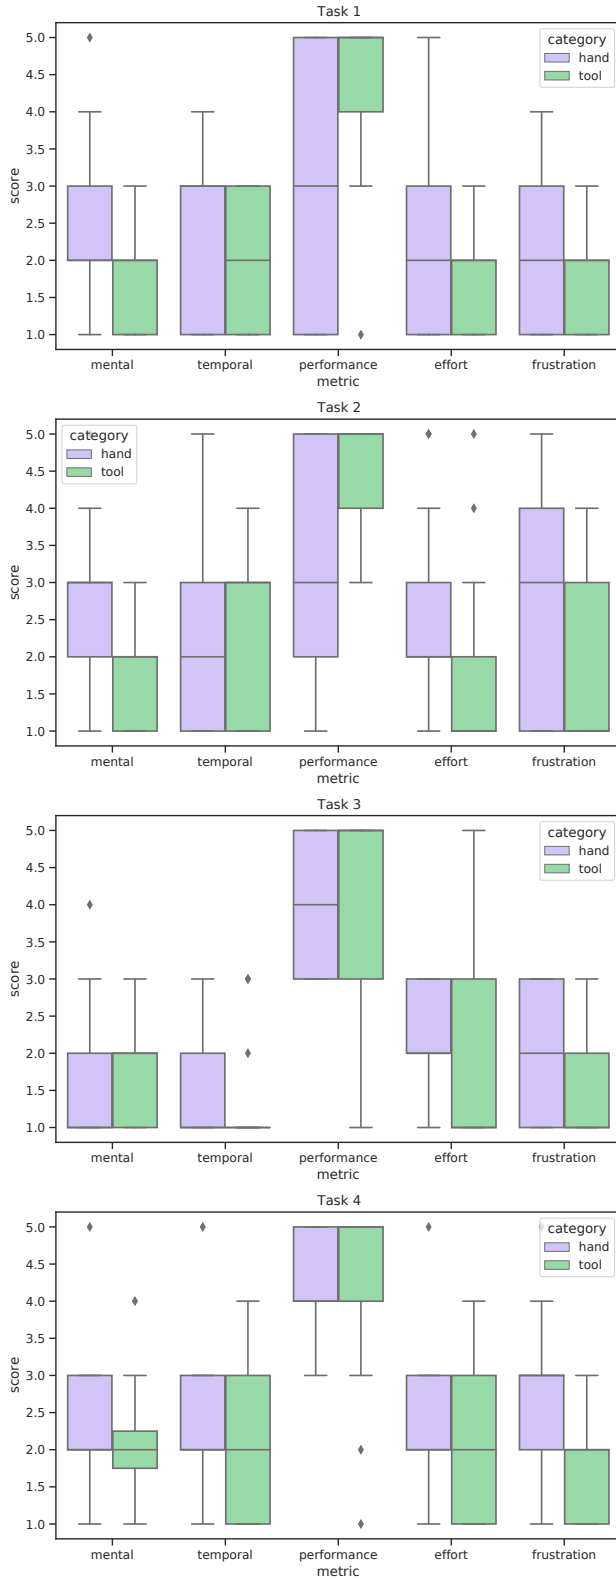 Task 1
category
hand
tool
5.0
4.5
4.0
3.5
3.0
2.5
2.0
1.5
1.0
score
mental temporal performance effort frustration
metric
Task 2
category
hand
tool
5.0
4.5
4.0
3.5
3.0
2.5
2.0
1.5
1.0
score
mental temporal performance effort frustration
metric
Task 3
category
hand
tool
5.0
4.5
4.0
3.5
3.0
2.5
2.0
1.5
1.0
score
mental temporal performance effort frustration
metric
Task 4
category
hand
tool
5.0
4.5
4.0
3.5
3.0
2.5
2.0
1.5
1.0
score
mental temporal performance effort frustration
metric